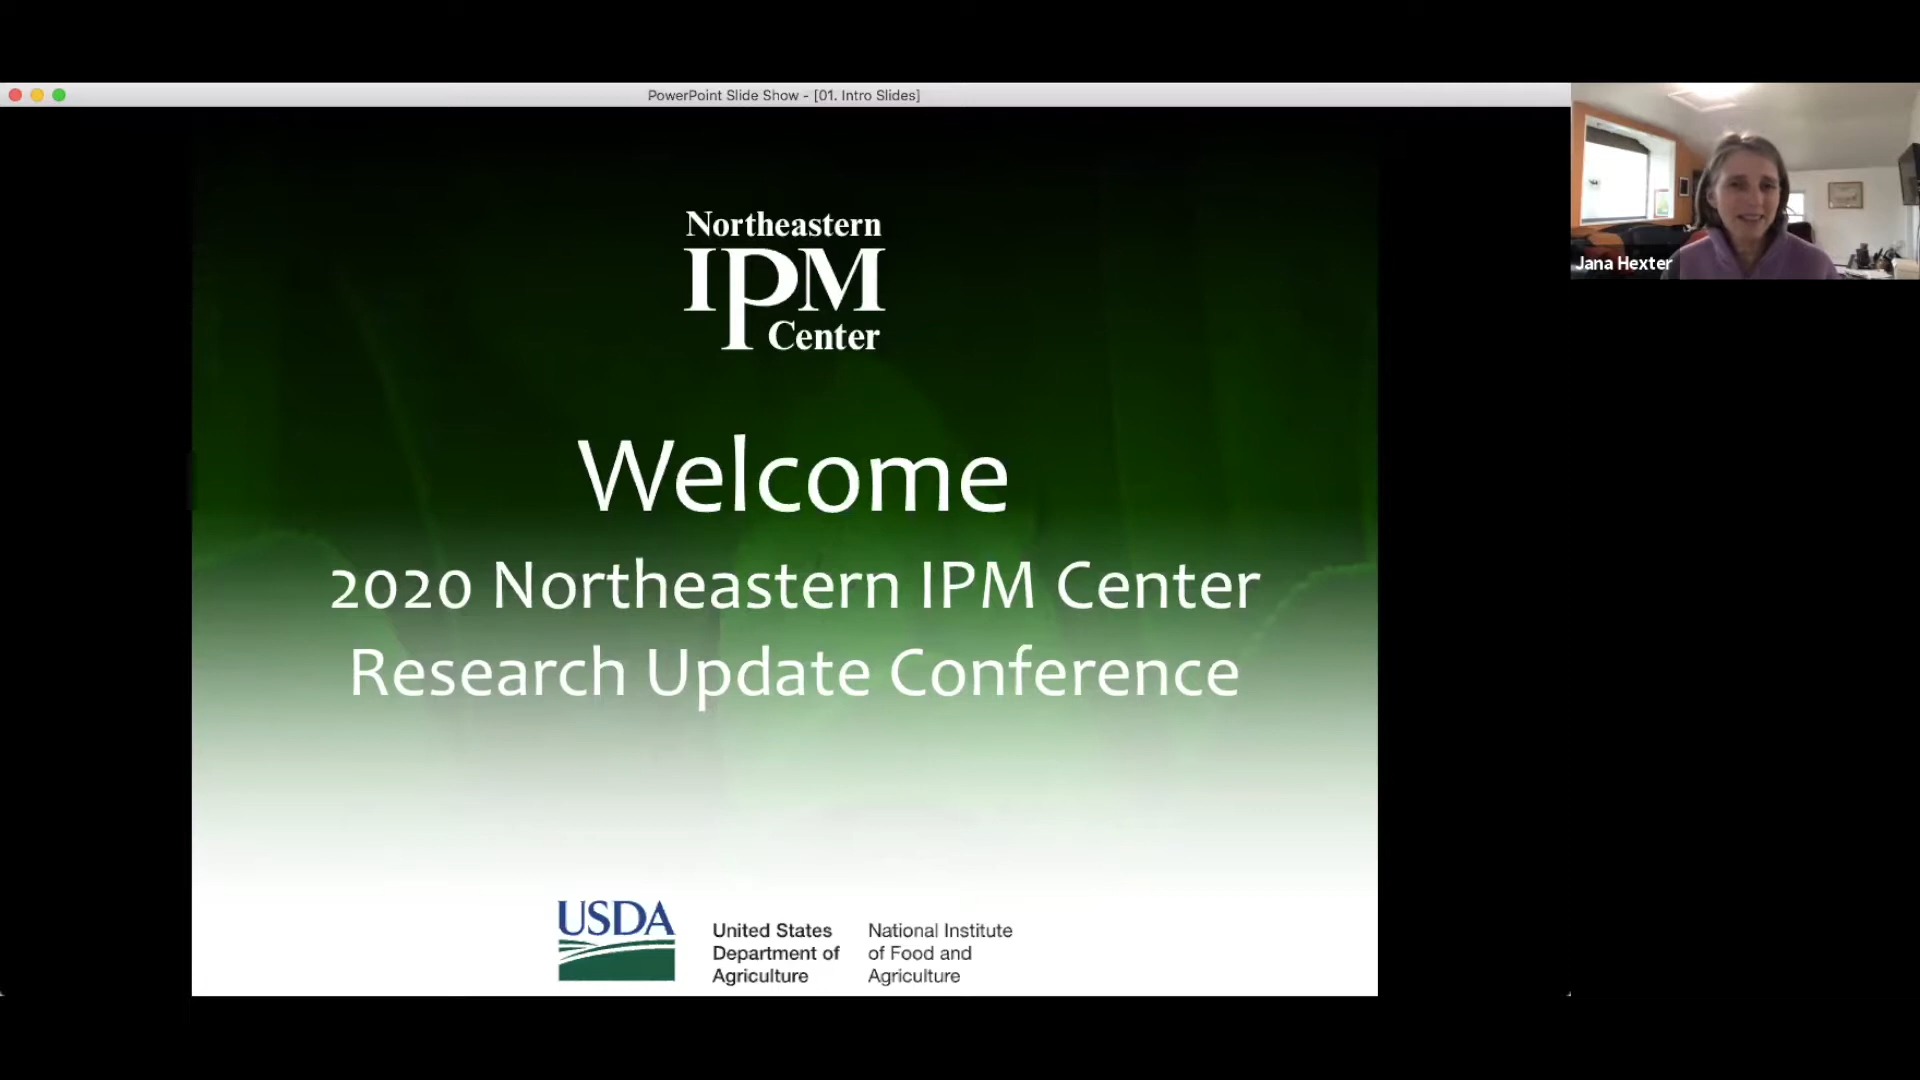 PowerPoint Slide Show - [01. Intro Slides]
Jana Hexter
Northeastern
IPM
Center
Welcome
2020 Northeastern IPM Center
Research Update Conference
USDA
United States
Department of
Agriculture
National Institute
of Food and
Agriculture